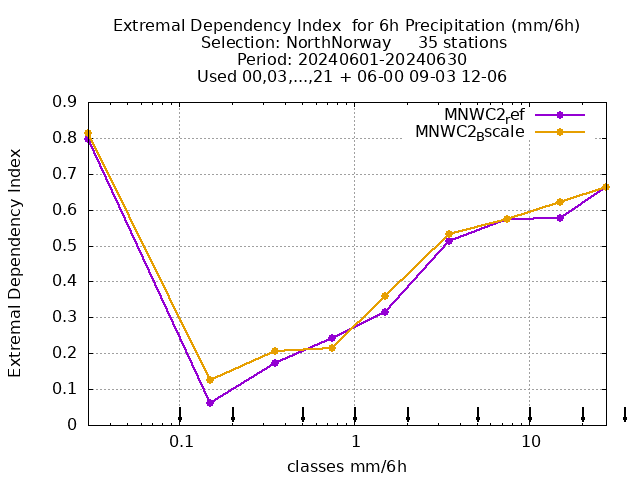 Extremal Dependency Index  for 6h Precipitation (mm/6h)
Selection: NorthNorway     35 stations
Period: 20240601-20240630
Used 00,03,...,21 + 06-00 09-03 12-06
MNWC2ref
MNWC2Bscale
0.9
0.8
0.7
0.6
0.5
0.4
0.3
0.2
0.1
0
Extremal Dependency Index
0.1 1 10
classes mm/6h